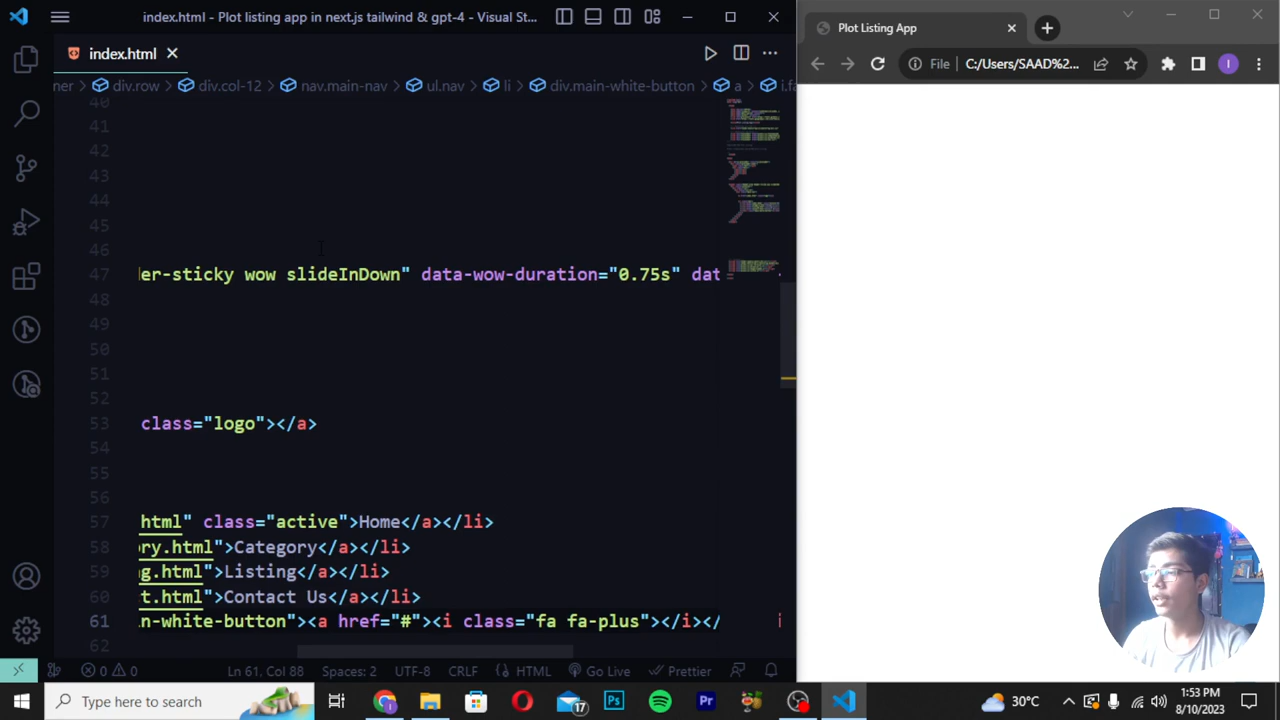 index.html - Plot listing app in next.js tailwind & gpt-4 - Visual St...
Plot Listing App
index.html
File
C:/Users/SAAD%2...
I
ner
div.row
div.col-12
nav.main-nav
ul.nav
li
div.main-white-button
a
i.fa
40
41
42
43
44
45
46
47
der-sticky wow slideInDown" data-wow-duration="0.75s" dat
48
49
50
51
52
53
class="logo"></a>
54
55
56
57
html" class="active">Home</a></li>
58
ry.html">Category</a></li>
59
g.html">Listing</a></li>
60
t.html">Contact Us</a></li>
61
n-white-button"><a href="#"><i class="fa fa-plus"></i></
i
62
0
0
Ln 61, Col 88
Spaces: 2
UTF-8
CRLF
HTML
Go Live
Prettier
Type here to search
17
Ps
Pr
30°C
1:53 PM
8/10/2023